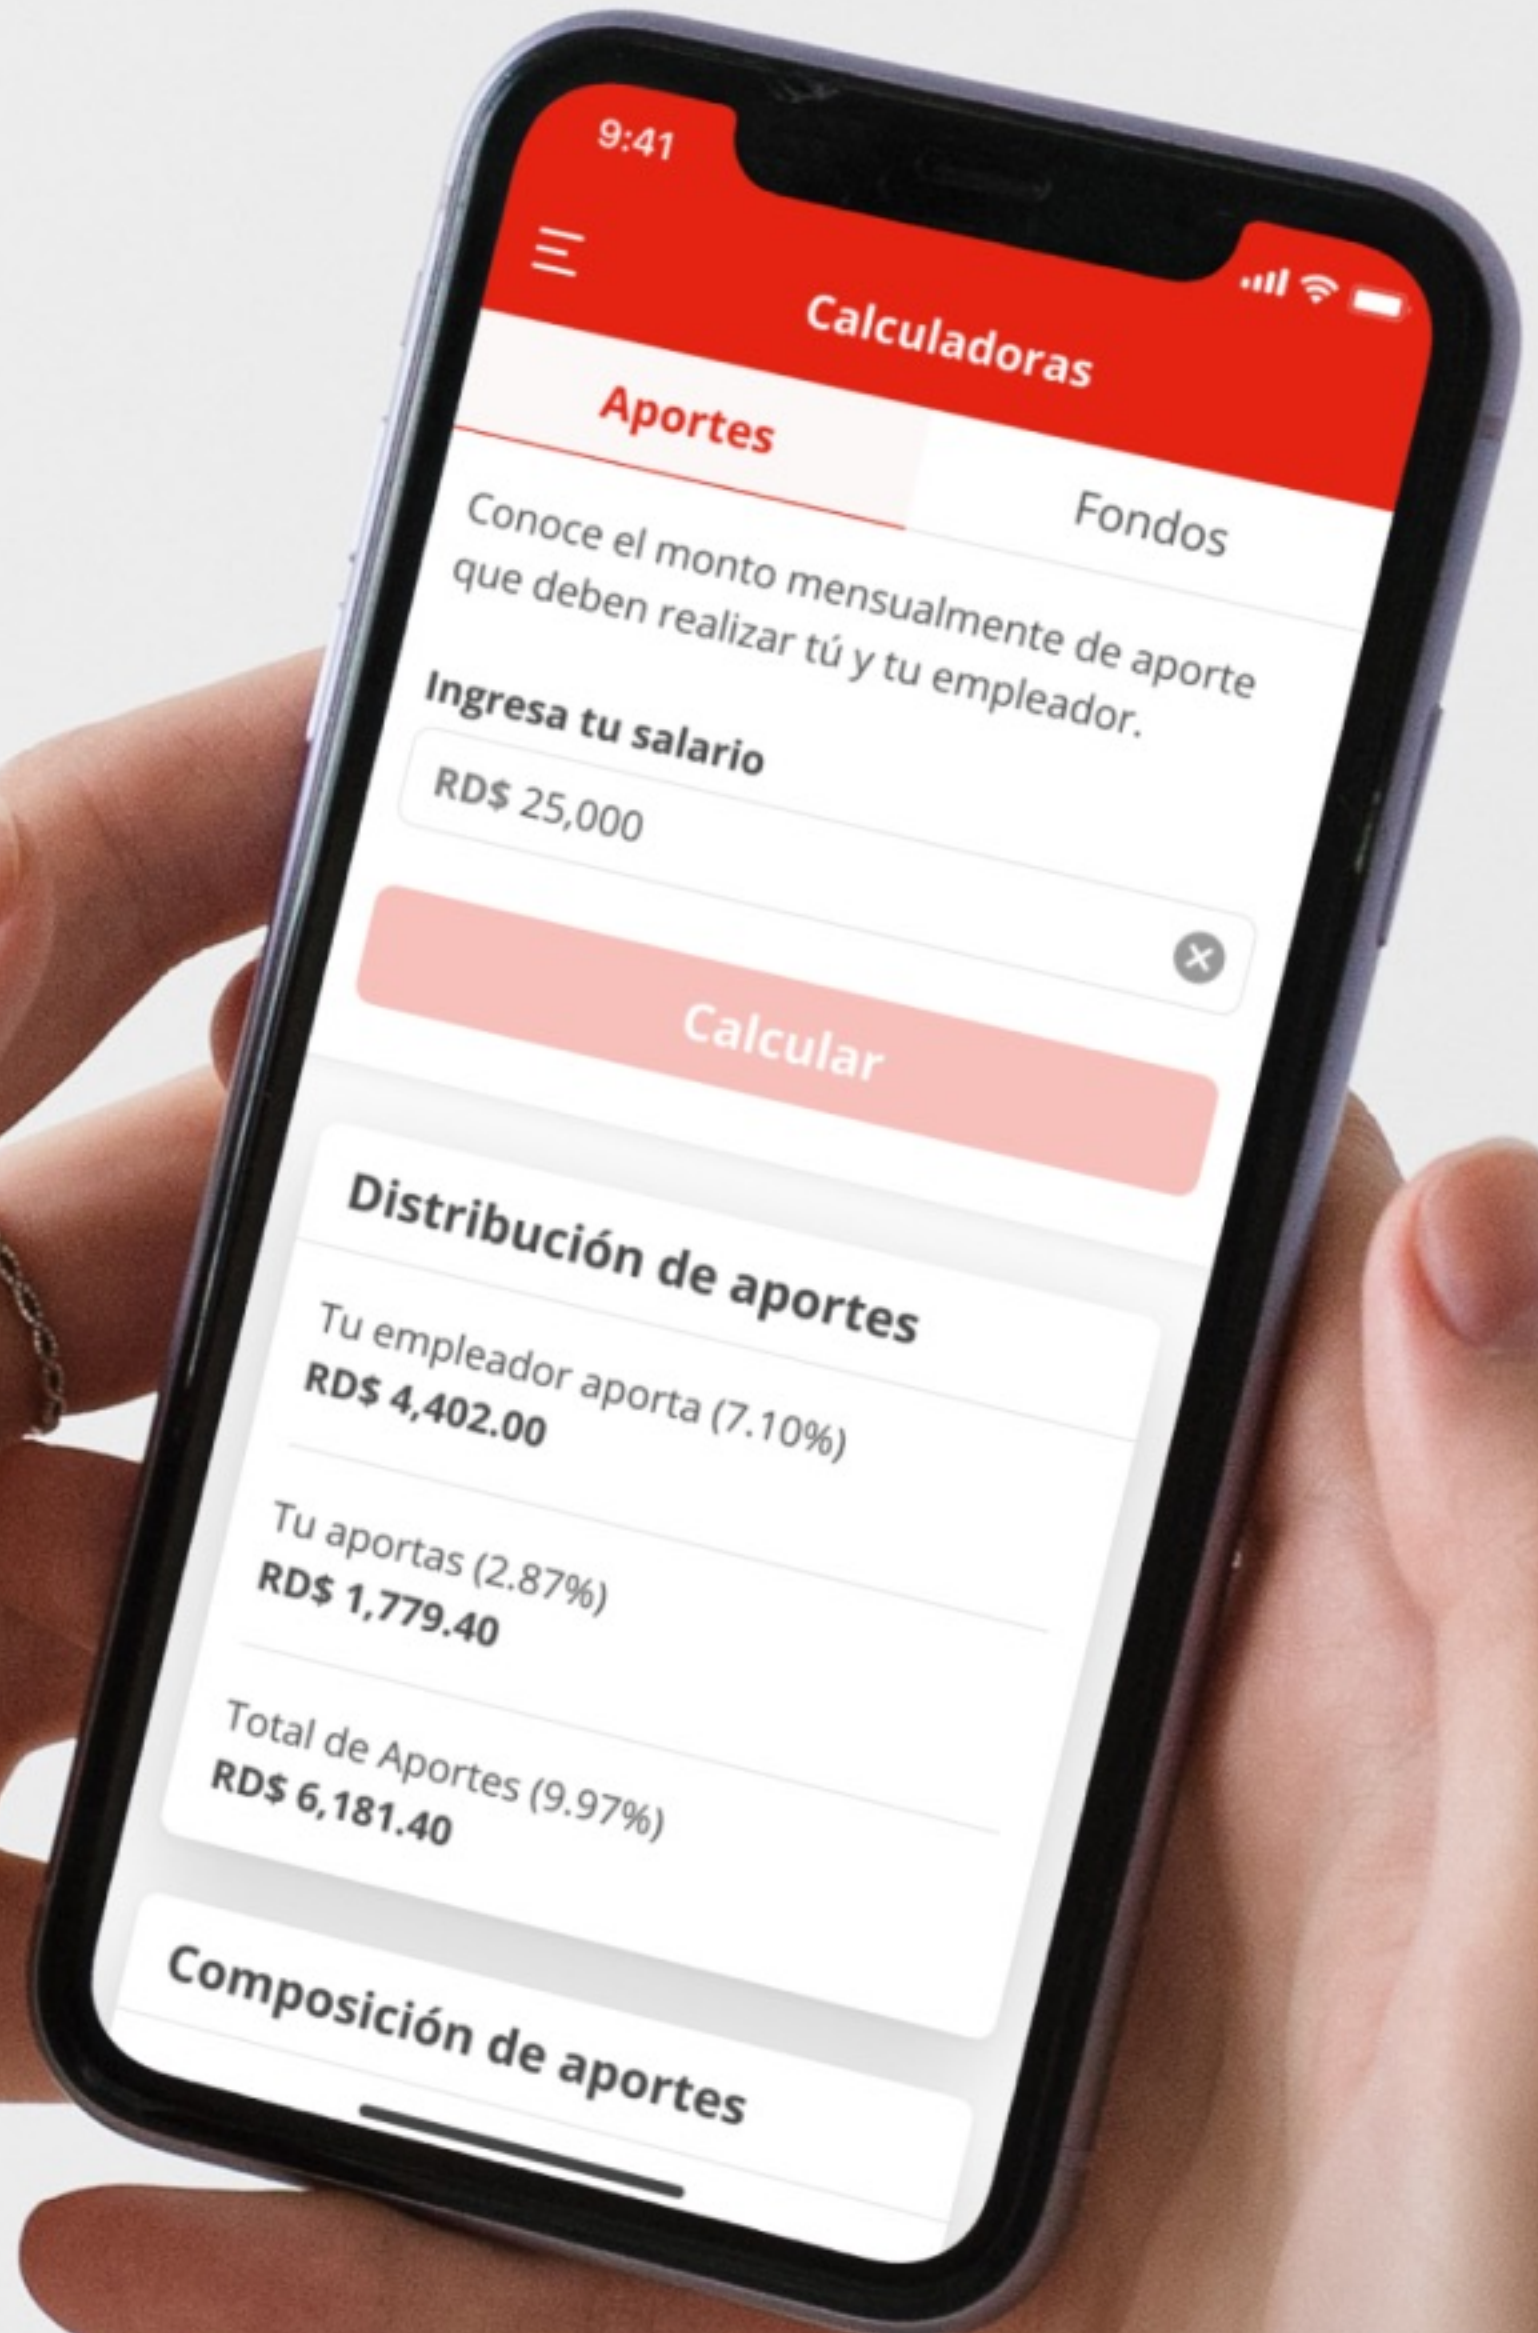 9:41
Calculadoras
Aportes
Fondos
Conoce el monto mensualmente de aporte
que deben realizar tú y tu empleador.
Ingresa tu salario
RD$ 25,000
Calcular
Distribución de aportes
Tu empleador aporta (7.10%)
RD$ 4,402.00
Tu aportas (2.87%)
RD$ 1,779.40
Total de Aportes (9.97%)
RD$ 6,181.40
Composición de aportes